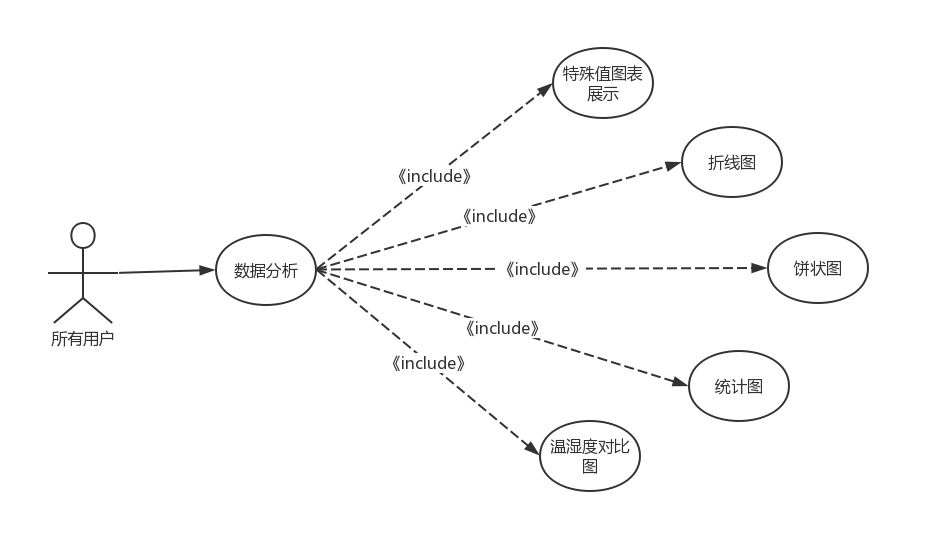 特殊值图表
展示
《include》
折线图
《include》
所有用户
数据分析
《include》
饼状图
《include》
统计图
《include》
温湿度对比
图